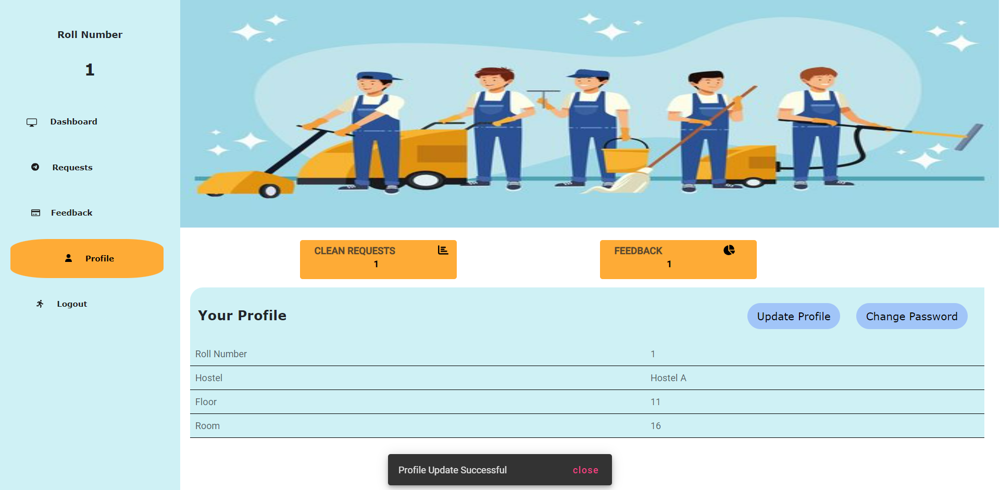 Roll Number
1
Dashboard
Requests
Feedback
Profile
Logout
CLEAN REQUESTS
1
FEEDBACK
1
Your Profile
Update Profile
Change Password
Roll Number 1
Hostel Hostel A
Floor 11
Room 16
Profile Update Successful close